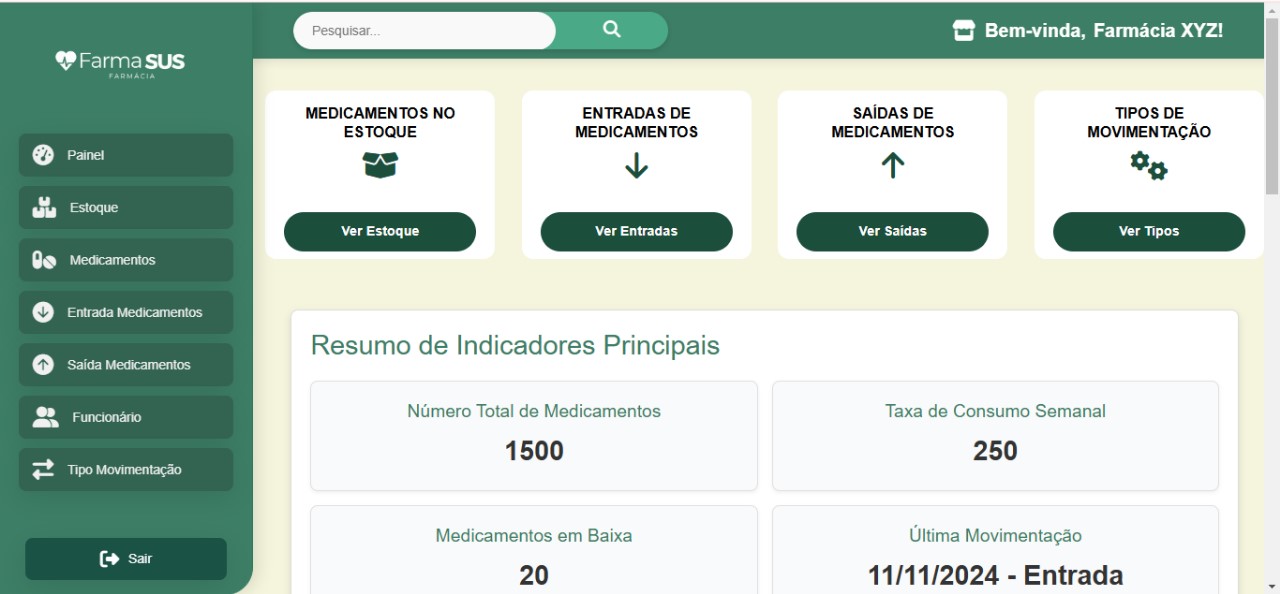 Farma SUS
FARMÁCIA
Painel
Estoque
Medicamentos
Entrada Medicamentos
Saída Medicamentos
Funcionário
Tipo Movimentação
Sair
Pesquisar...
Bem-vinda, Farmácia XYZ!
MEDICAMENTOS NO
ESTOQUE
Ver Estoque
ENTRADAS DE
MEDICAMENTOS
Ver Entradas
SAÍDAS DE
MEDICAMENTOS
Ver Saídas
TIPOS DE
MOVIMENTAÇÃO
Ver Tipos
Resumo de Indicadores Principais
Número Total de Medicamentos
1500
Taxa de Consumo Semanal
250
Medicamentos em Baixa
20
Última Movimentação
11/11/2024 - Entrada